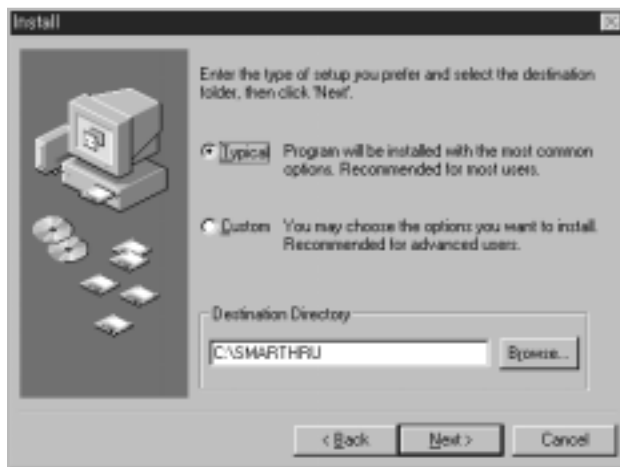 Install
Enter the type of setup you prefer and select the destination
folder, then click 'Next'.
Typical Program will be installed with the most common
options. Recommended for most users.
Custom You may choose the options you want to install.
Recommended for advanced users.
Destination Directory
C:\SMARTHRU
Browse...
< Back Next > Cancel